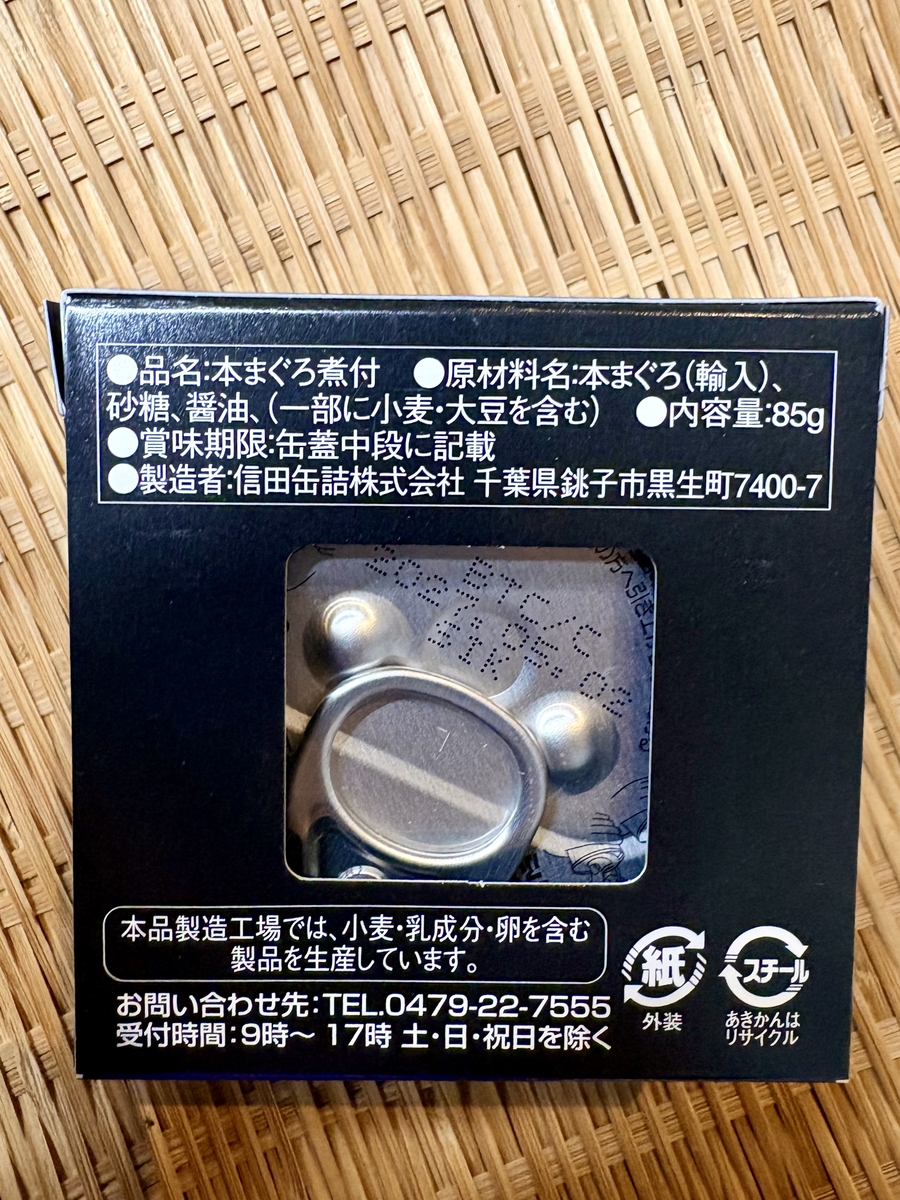 ●品名:本まぐろ煮付 ●原材料名:本まぐろ(輸入)、
砂糖、醤油、(一部に小麦・大豆を含む) ●内容量:85g
●賞味期限:缶蓋中段に記載
●製造者:信田缶詰株式会社 千葉県銚子市黒生町7400-7
本品製造工場では、小麦・乳成分・卵を含む
製品を生産しています。
お問い合わせ先:TEL.0479-22-7555
受付時間:9時〜17時 土・日・祝日を除く
紙
外装
スチール
あきかんは
リサイクル